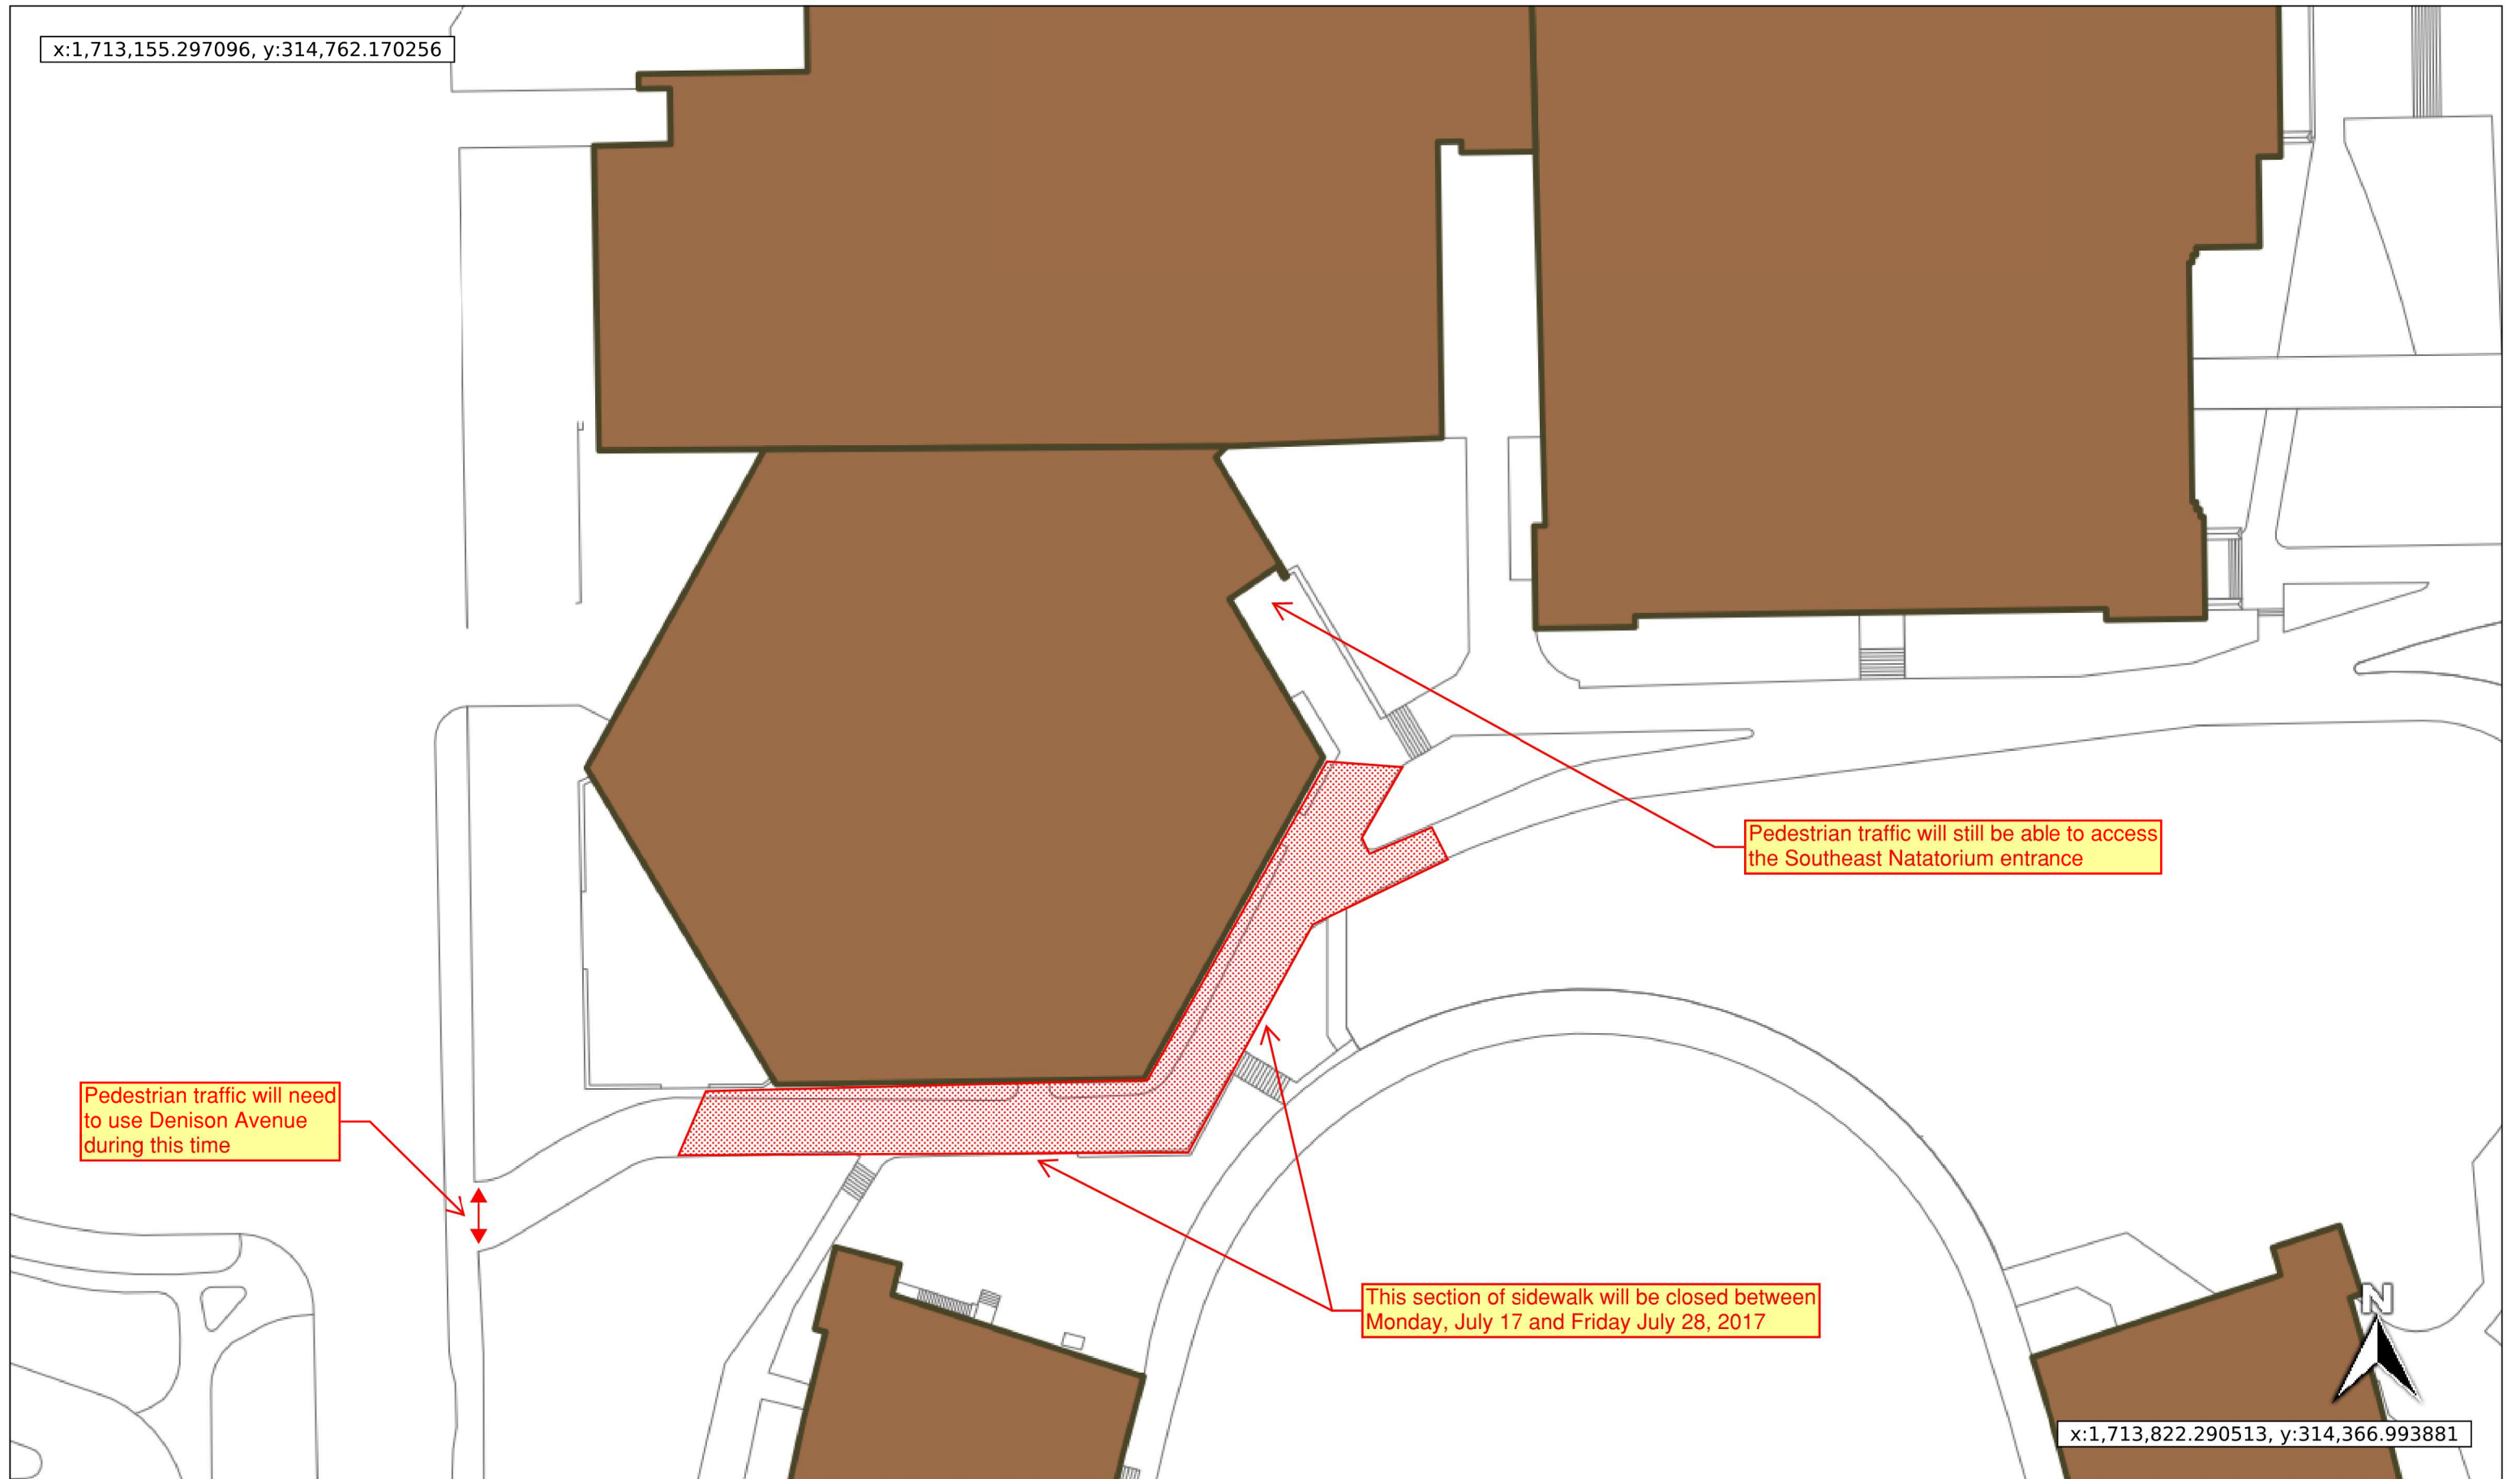 x:1,713,155.297096, y:314,762.170256
Pedestrian traffic will still be able to access
the Southeast Natatorium entrance
Pedestrian traffic will need
to use Denison Avenue
during this time
This section of sidewalk will be closed between
Monday, July 17 and Friday July 28, 2017
N
x:1,713,822.290513, y:314,366.993881